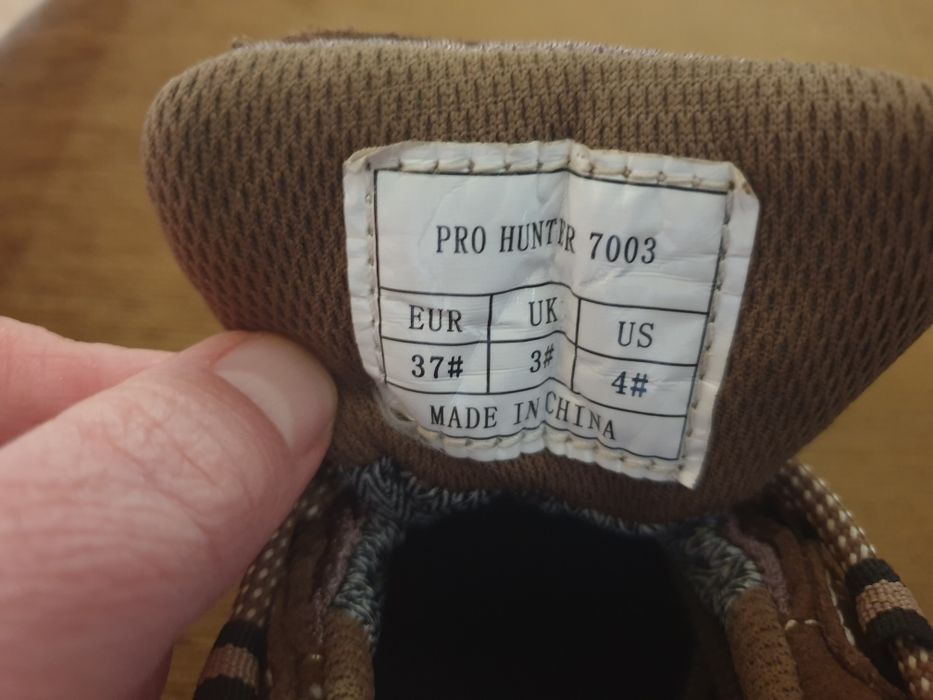 PRO HUNTER 7003
EUR UK US
37# 3# 4#
MADE IN CHINA